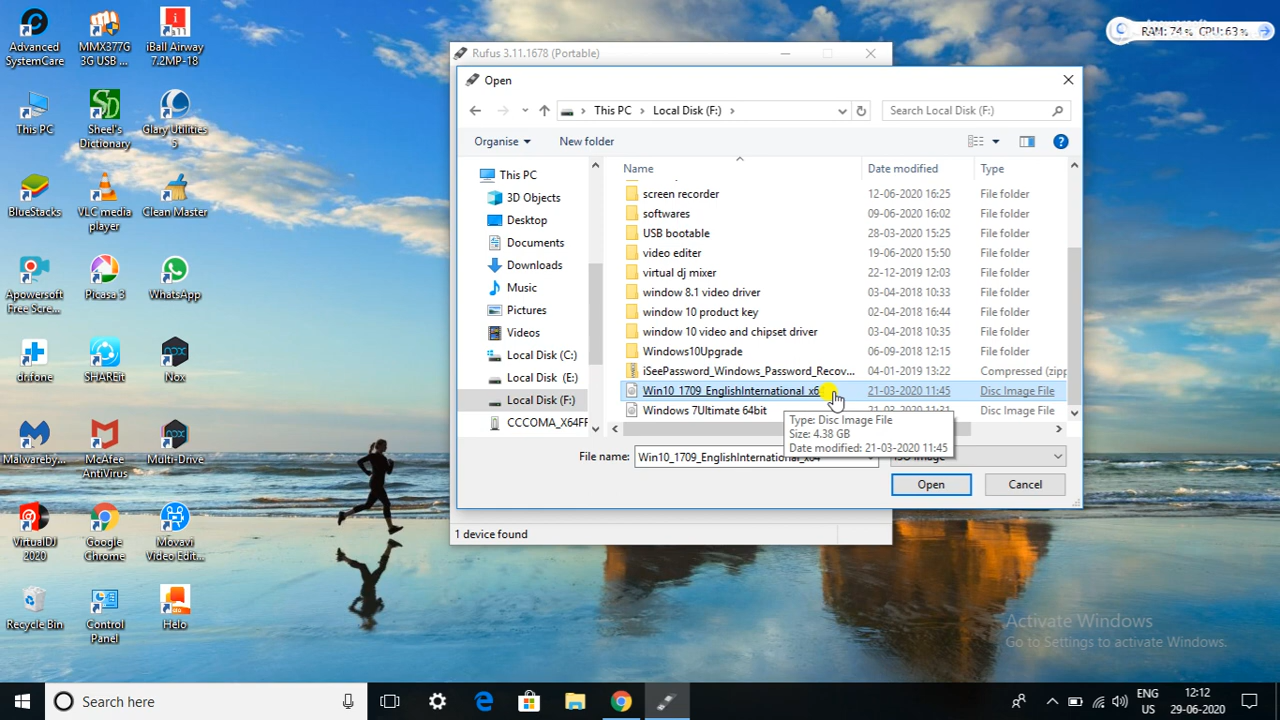 Advanced
SystemCare
MMX377G
3G USB ...
iBall Airway
7.2MP-18
This PC
Sheel's
Dictionary
Glary Utilities
5
BlueStacks
VLC media
player
Clean Master
Apowersoft
Free Scre...
Picasa 3
WhatsApp
drfone
SHAREit
Nox
Malwareby...
McAfee
AntiVirus
Multi-Drive
VirtualDJ
2020
Google
Chrome
Movavi
Video Edit...
Recycle Bin
Control
Panel
Helo
RAM: 74% CPU: 63%
Rufus 3.11.1678 (Portable)
Open
This PC > Local Disk (F:) >
Search Local Disk (F:)
Organise
New folder
This PC
3D Objects
Desktop
Documents
Downloads
Music
Pictures
Videos
Local Disk (C:)
Local Disk (E:)
Local Disk (F:)
CCCOMA_X64FF
Name Date modified Type
screen recorder 12-06-2020 16:25 File folder
softwares 09-06-2020 16:02 File folder
USB bootable 28-03-2020 15:25 File folder
video editer 19-06-2020 15:50 File folder
virtual dj mixer 22-12-2019 12:03 File folder
window 8.1 video driver 03-04-2018 10:33 File folder
window 10 product key 02-04-2018 16:44 File folder
window 10 video and chipset driver 03-04-2018 10:35 File folder
Windows10Upgrade 06-09-2018 12:15 File folder
iSeePassword_Windows_Password_Recov... 04-01-2019 13:22 Compressed (zipp
Win10_1709_EnglishInternational_x6 21-03-2020 11:45 Disc Image File
Windows 7Ultimate 64bit Disc Image File
Type: Disc Image File
Size: 4.38 GB
Date modified: 21-03-2020 11:45
File name: Win10_1709_EnglishInternational_x64
ISO Image
Open
Cancel
1 device found
Activate Windows
Go to Settings to activate Windows.
Search here
ENG
US
12:12
29-06-2020